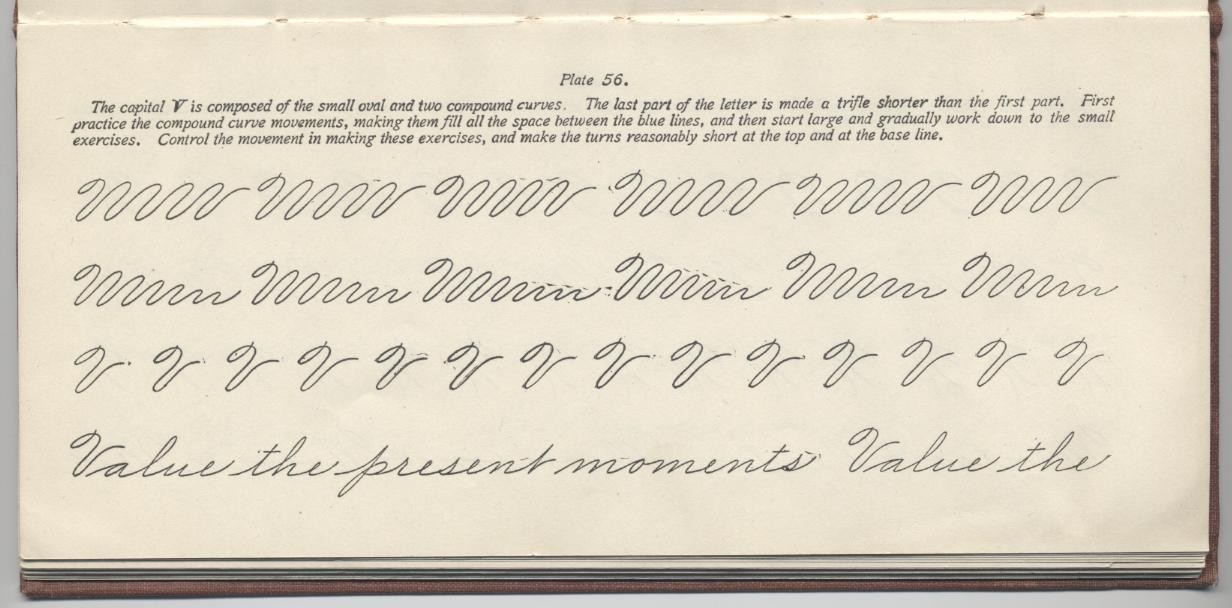 Plate 56.
The capital V is composed of the small oval and two compound curves. The last part of the letter is made a trifle shorter than the first part. First
practice the compound curve movements, making them fill all the space between the blue lines, and then start large and gradually work down to the small
exercises. Control the movement in making these exercises, and make the turns reasonably short at the top and at the base line.
V V V V V V V V V V V V V V
Value the present moments Value the